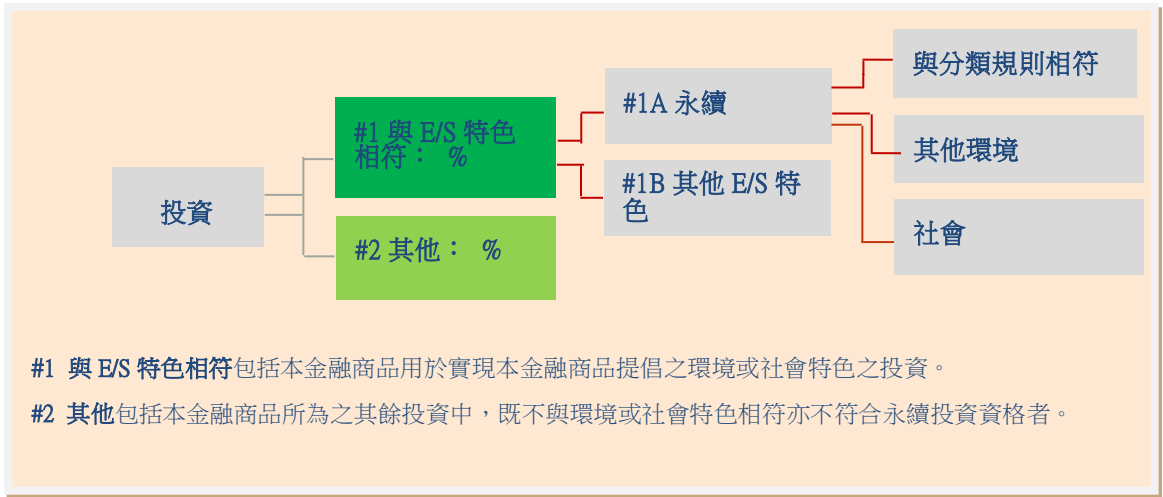 投資
#1 與 E/S 特色
相符： %
#2 其他： %
#1A 永續
#1B 其他 E/S 特
色
與分類規則相符
其他環境
社會
#1 與 E/S 特色相符包括本金融商品用於實現本金融商品提倡之環境或社會特色之投資。
#2 其他包括本金融商品所為之其餘投資中，既不與環境或社會特色相符亦不符合永續投資資格者。